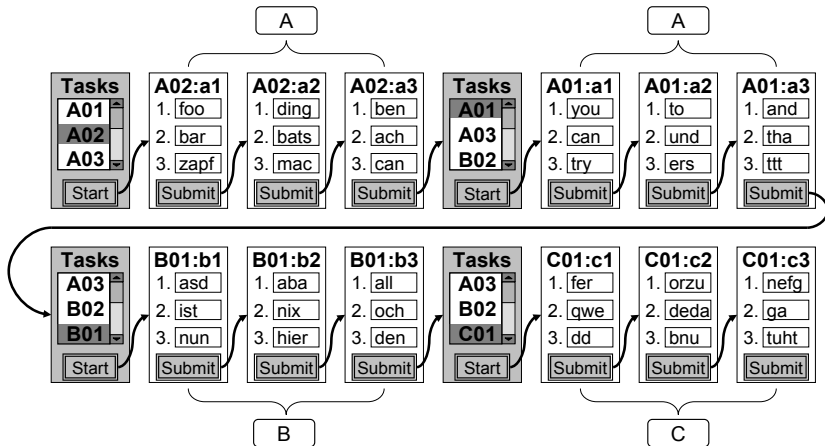 A
A
Tasks
A01
A02
A03
Start
A02:a1
1. foo
2. bar
3. zapf
Submit
A02:a2
1. ding
2. bats
3. mac
Submit
A02:a3
1. ben
2. ach
3. can
Submit
Tasks
A01
A03
B02
Start
A01:a1
1. you
2. can
3. try
Submit
A01:a2
1. to
2. und
3. ers
Submit
A01:a3
1. and
2. tha
3. ttt
Submit
Tasks
A03
B02
B01
Start
B01:b1
1. asd
2. ist
3. nun
Submit
B01:b2
1. aba
2. nix
3. hier
Submit
B01:b3
1. all
2. och
3. den
Submit
Tasks
A03
B02
C01
Start
C01:c1
1. fer
2. qwe
3. dd
Submit
C01:c2
1. orzu
2. deda
3. bnu
Submit
C01:c3
1. nefg
2. ga
3. tuht
Submit
B
C